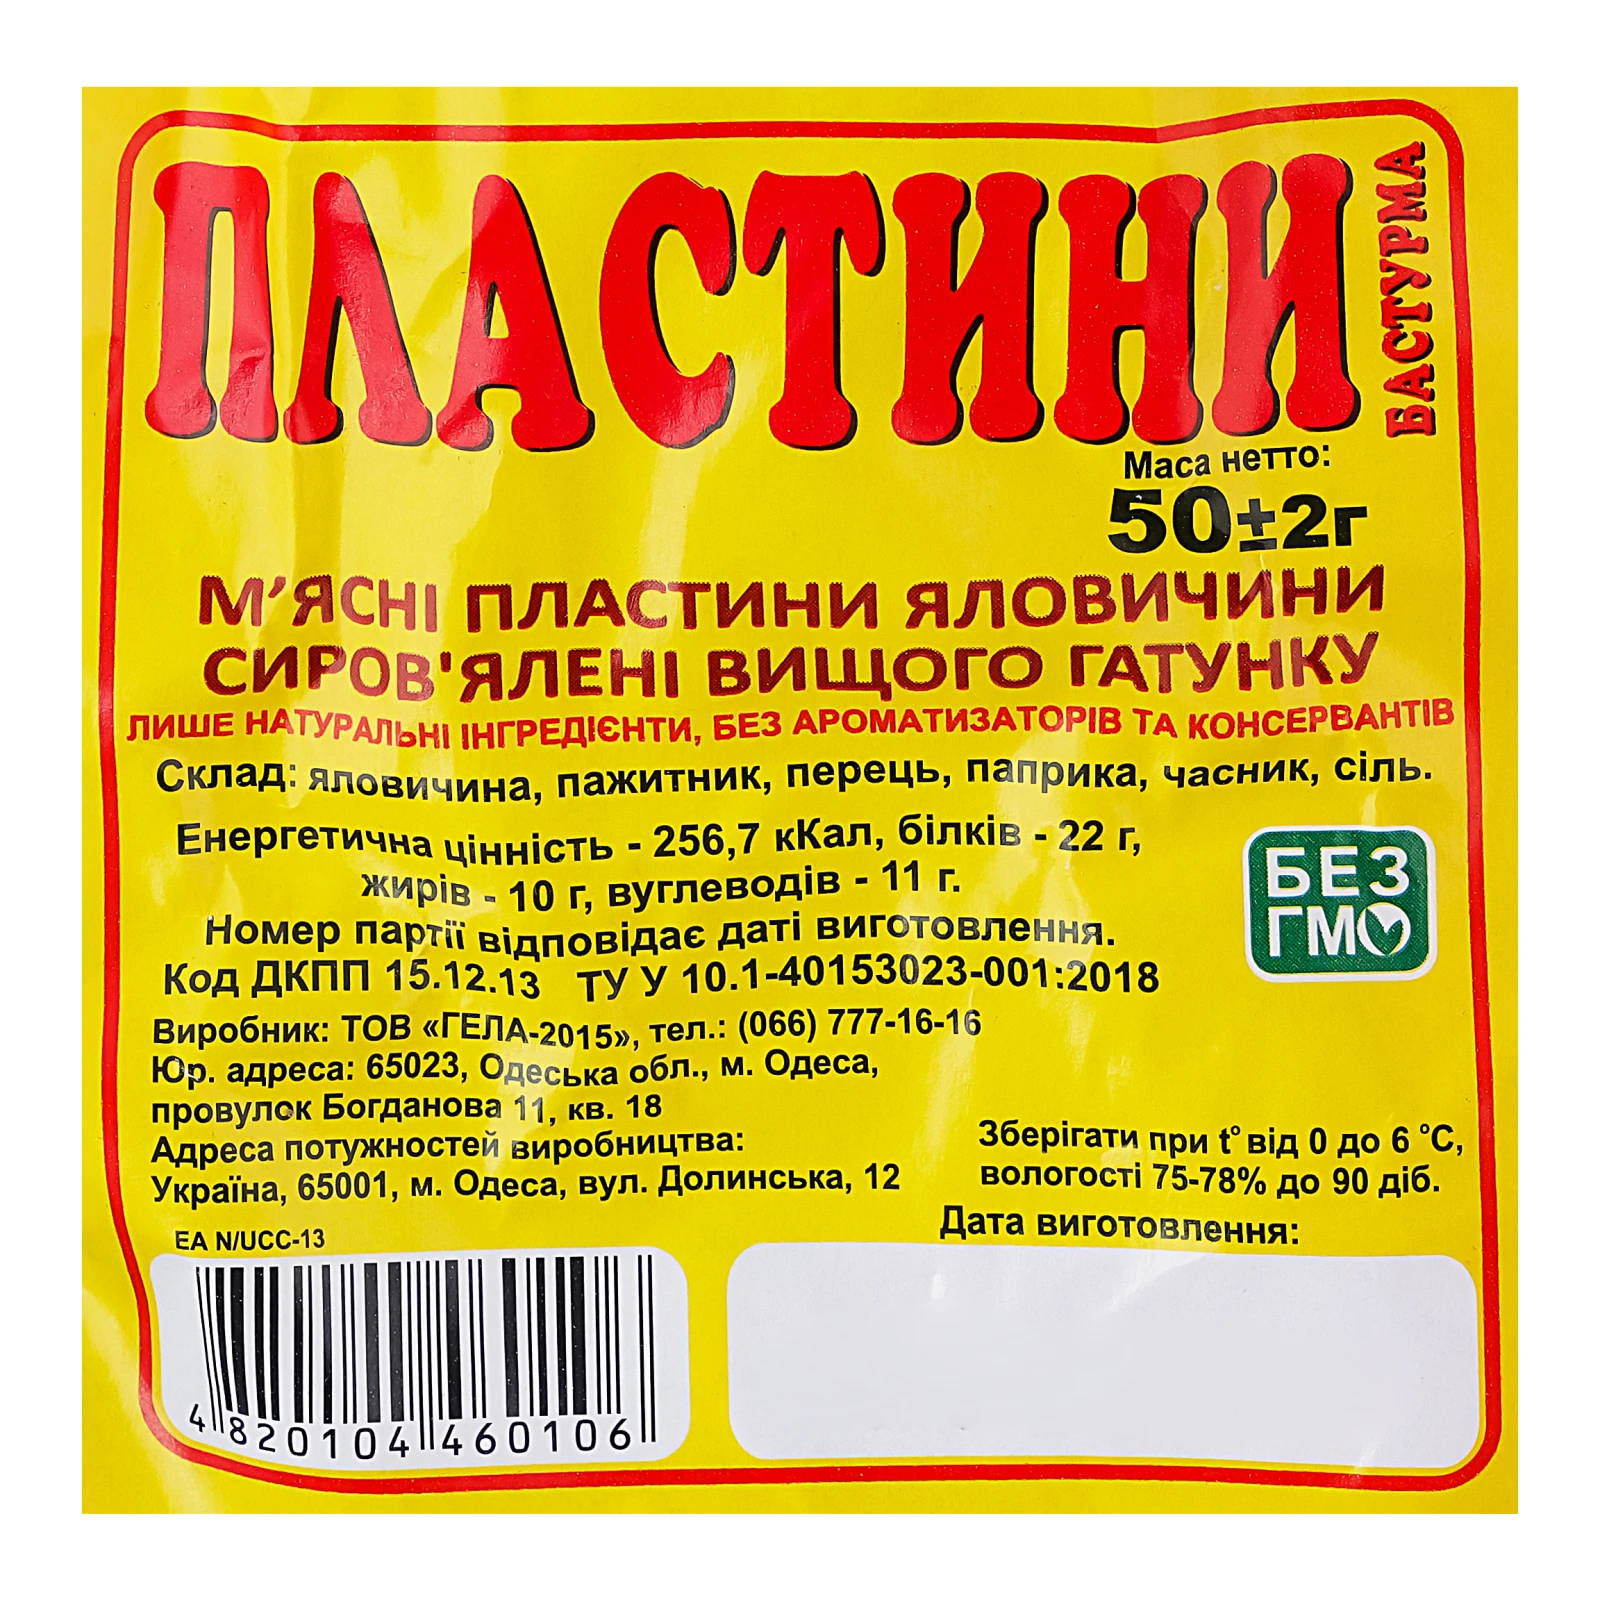 ПЛАСТИНИ
БАСТУРМА
Маса нетто:
50±2г
М’ЯСНІ ПЛАСТИНИ ЯЛОВИЧИНИ
СИРОВ'ЯЛЕНІ ВИЩОГО ГАТУНКУ
ЛИШЕ НАТУРАЛЬНІ ІНГРЕДІЄНТИ, БЕЗ АРОМАТИЗАТОРІВ ТА КОНСЕРВАНТІВ
Склад: яловичина, пажитник, перець, паприка, часник, сіль.
Енергетична цінність - 256,7 кКал, білків - 22 г,
жирів - 10 г, вуглеводів - 11 г.
БЕЗ
ГМО
Номер партії відповідає даті виготовлення.
Код ДКПП 15.12.13 ТУ У 10.1-40153023-001:2018
Виробник: ТОВ «ГЕЛА-2015», тел.: (066) 777-16-16
Юр. адреса: 65023, Одеська обл., м. Одеса,
провулок Богданова 11, кв. 18
Адреса потужностей виробництва:
Україна, 65001, м. Одеса, вул. Долинська, 12
Зберігати при t° від 0 до 6 °С,
вологості 75-78% до 90 діб.
Дата виготовлення:
EA N/UCC-13
4 820104 460106